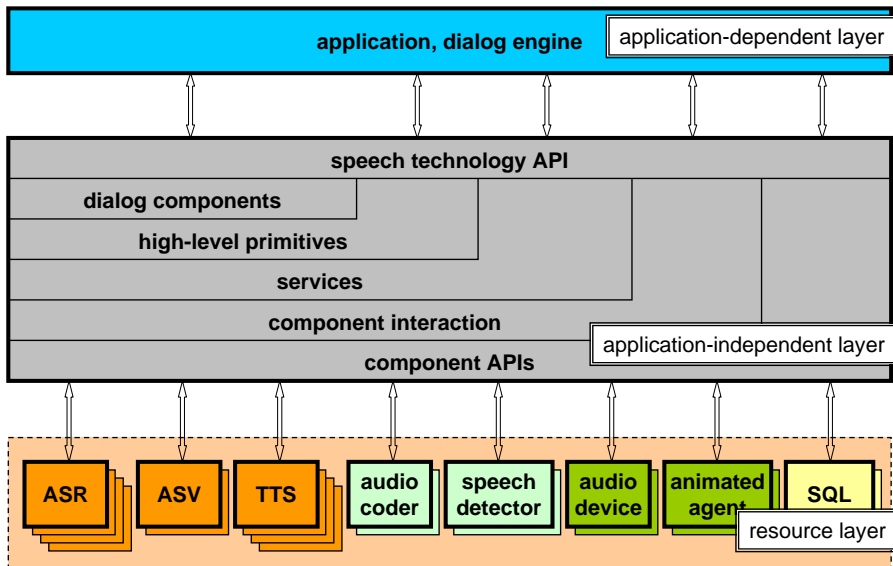 application, dialog engine
application-dependent layer
speech technology API
dialog components
high-level primitives
services
component interaction
application-independent layer
component APIs
ASR
ASV
TTS
audio
coder
speech
detector
audio
device
animated
agent
SQL
resource layer